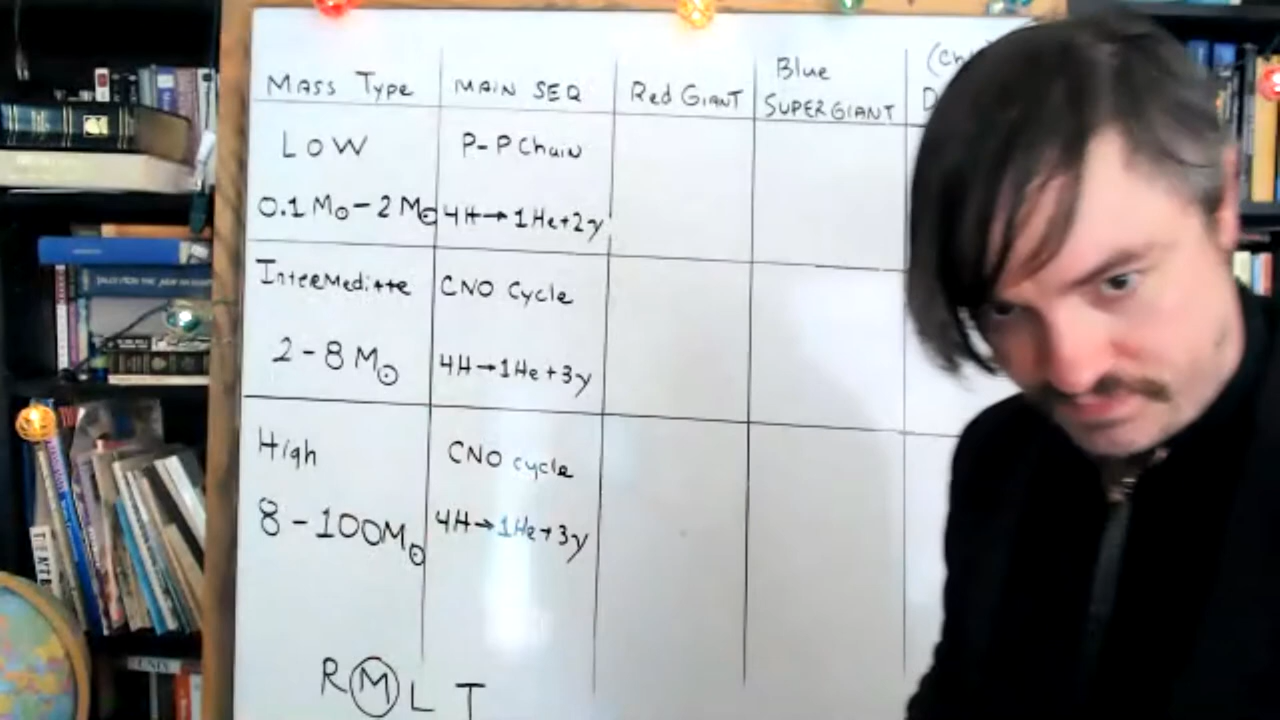 MASS TYPE MAIN SEQ Red GIANT Blue SUPERGIANT
LOW P-P Chain
0.1 M☉ - 2 M☉ 4H→1He+2γ
InteRMediate CNO Cycle
2-8 M☉ 4H→1He+3γ
High CNO cycle
8-100M☉ 4H→1He+3γ
R M L T